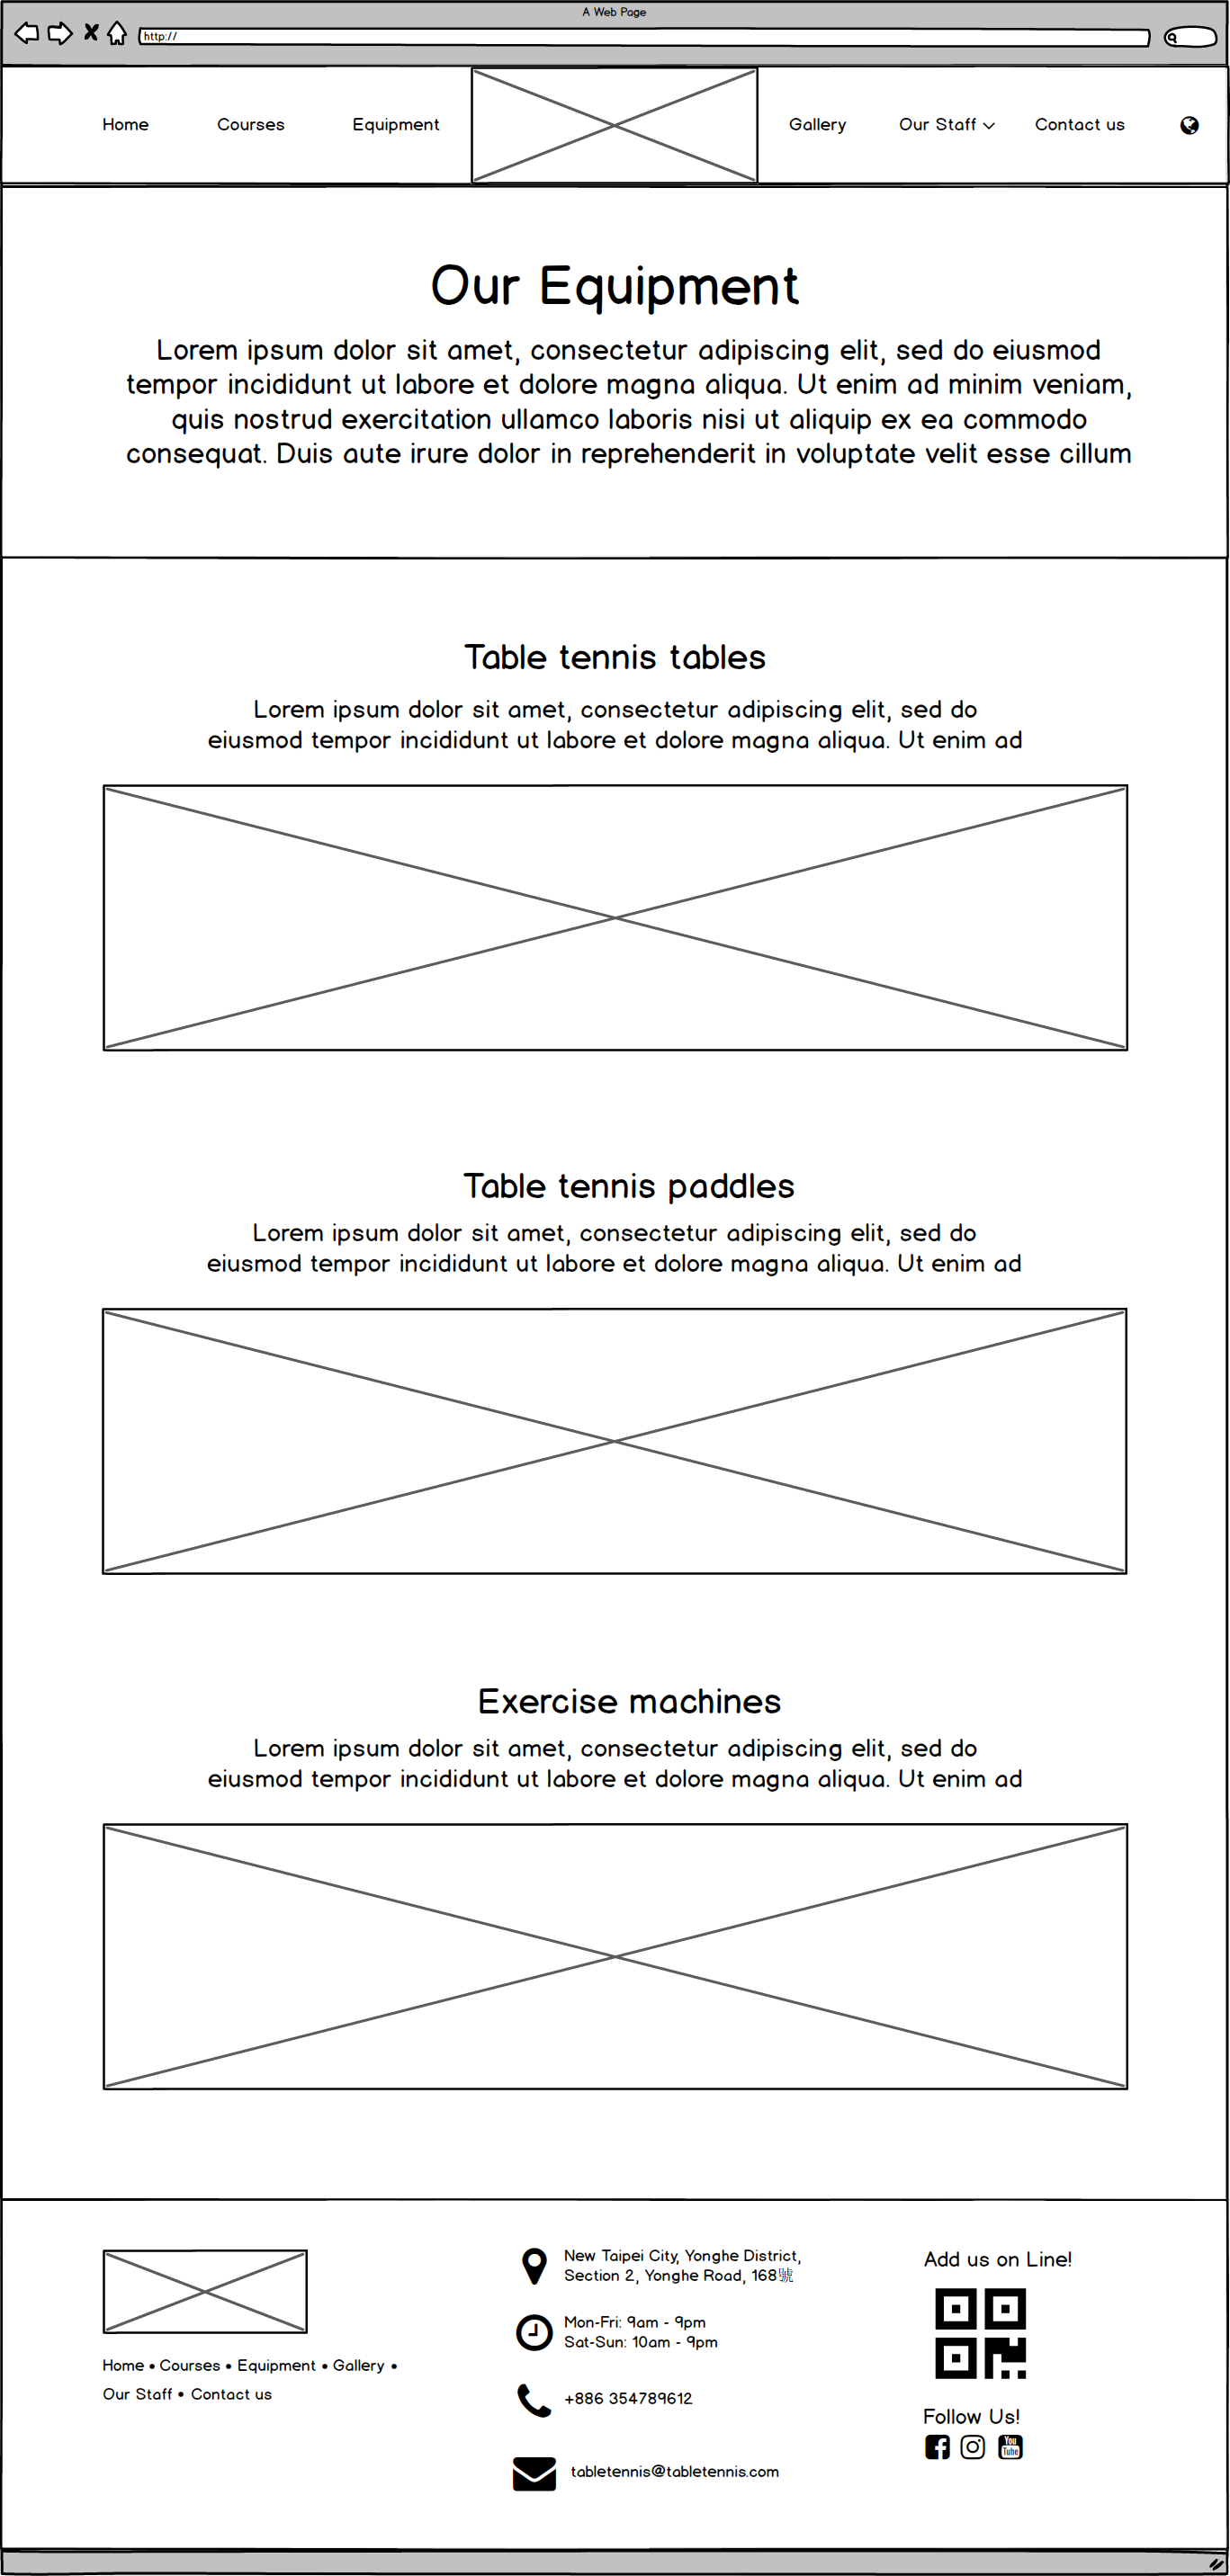 A Web Page
http://
Home Courses Equipment Gallery Our Staff Contact us
Our Equipment
Lorem ipsum dolor sit amet, consectetur adipiscing elit, sed do eiusmod
tempor incididunt ut labore et dolore magna aliqua. Ut enim ad minim veniam,
quis nostrud exercitation ullamco laboris nisi ut aliquip ex ea commodo
consequat. Duis aute irure dolor in reprehenderit in voluptate velit esse cillum
Table tennis tables
Lorem ipsum dolor sit amet, consectetur adipiscing elit, sed do
eiusmod tempor incididunt ut labore et dolore magna aliqua. Ut enim ad
Table tennis paddles
Lorem ipsum dolor sit amet, consectetur adipiscing elit, sed do
eiusmod tempor incididunt ut labore et dolore magna aliqua. Ut enim ad
Exercise machines
Lorem ipsum dolor sit amet, consectetur adipiscing elit, sed do
eiusmod tempor incididunt ut labore et dolore magna aliqua. Ut enim ad
Home • Courses • Equipment • Gallery •
Our Staff • Contact us
New Taipei City, Yonghe District,
Section 2, Yonghe Road, 168號
Mon-Fri: 9am - 9pm
Sat-Sun: 10am - 9pm
+886 354789612
tabletennis@tabletennis.com
Add us on Line!
Follow Us!
You
Tube